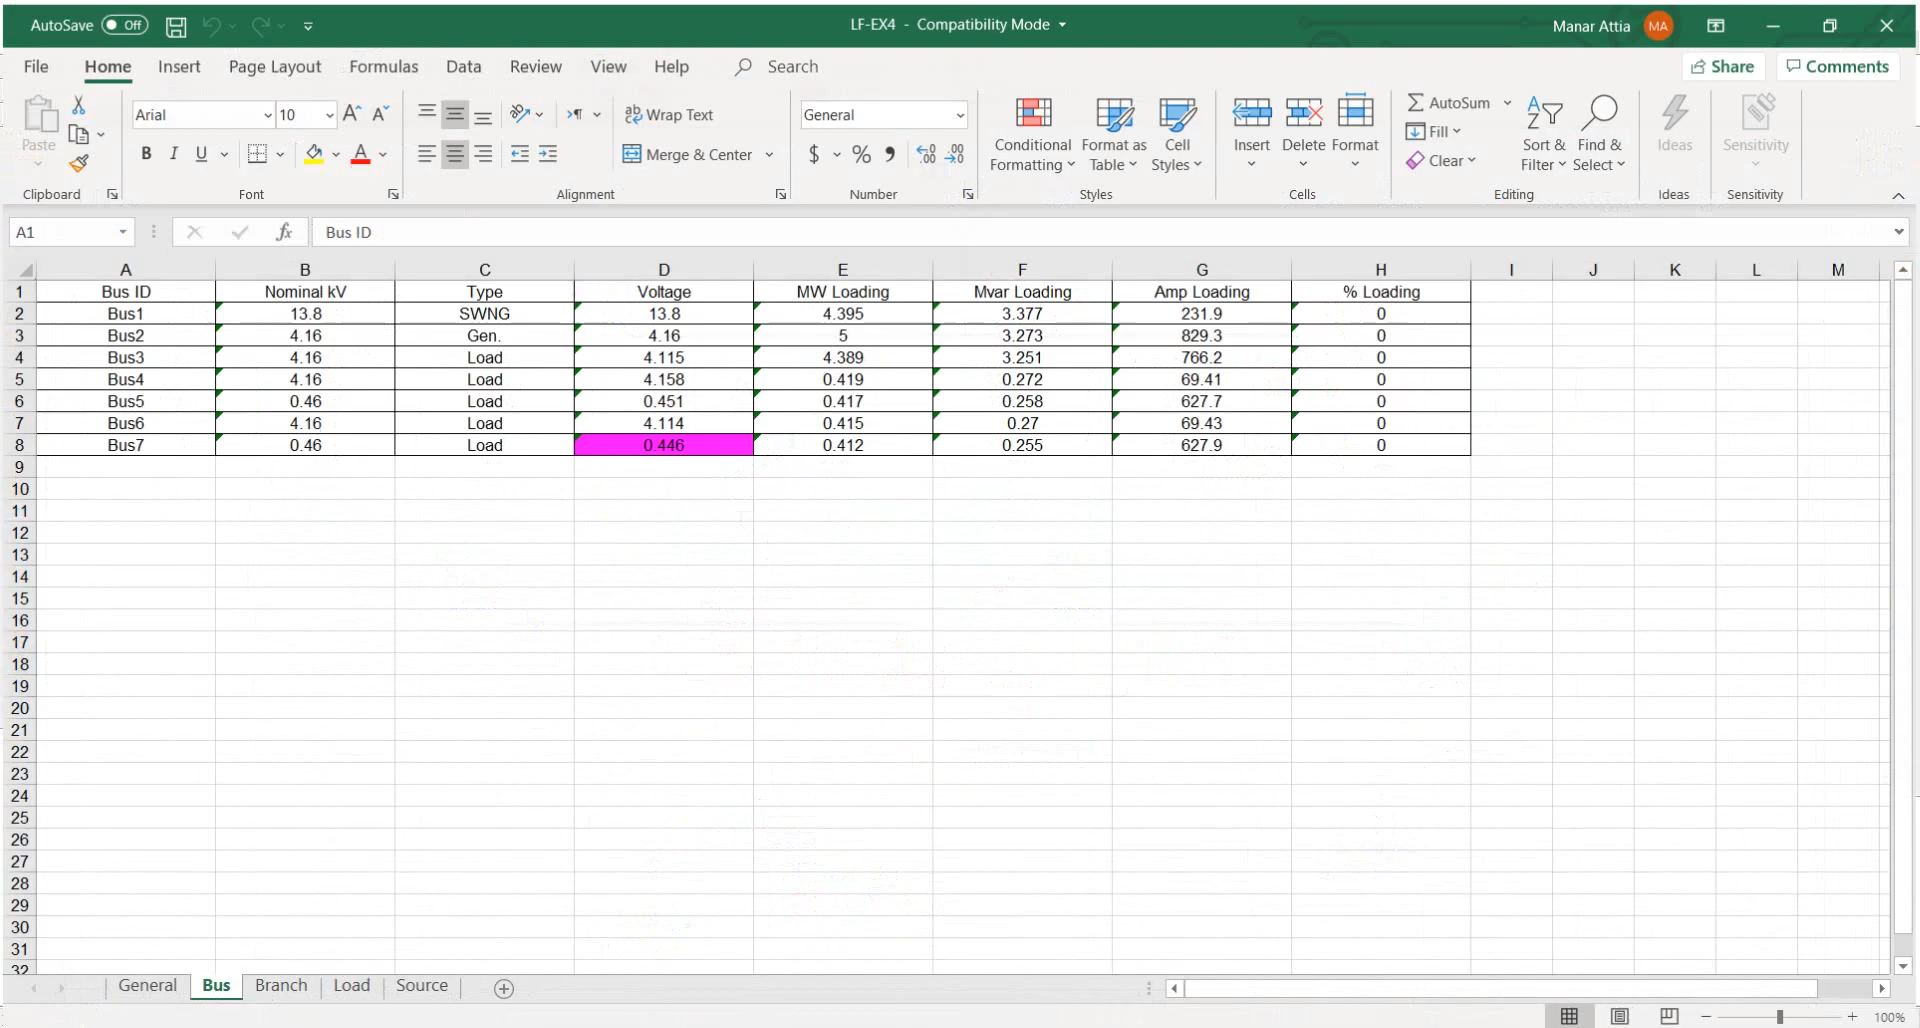 AutoSave Off LF-EX4 - Compatibility Mode Manar Attia MA
File Home Insert Page Layout Formulas Data Review View Help Search Share Comments
Paste
Clipboard
Arial 10 A A
B I U A
Font
ab Wrap Text
Merge & Center
Alignment
General
$ % 9 .00 .00
Number
Conditional Formatting
Format as Table
Cell Styles
Styles
Insert Delete Format
Cells
AutoSum
Fill
Clear
Sort & Filter
Find & Select
Editing
Ideas
Ideas
Sensitivity
Sensitivity
A1 fx Bus ID
A B C D E F G H I J K L M
1 Bus ID Nominal kV Type Voltage MW Loading Mvar Loading Amp Loading % Loading
2 Bus1 13.8 SWNG 13.8 4.395 3.377 231.9 0
3 Bus2 4.16 Gen. 4.16 5 3.273 829.3 0
4 Bus3 4.16 Load 4.115 4.389 3.251 766.2 0
5 Bus4 4.16 Load 4.158 0.419 0.272 69.41 0
6 Bus5 0.46 Load 0.451 0.417 0.258 627.7 0
7 Bus6 4.16 Load 4.114 0.415 0.27 69.43 0
8 Bus7 0.46 Load 0.446 0.412 0.255 627.9 0
9
10
11
12
13
14
15
16
17
18
19
20
21
22
23
24
25
26
27
28
29
30
31
32
General Bus Branch Load Source
100%